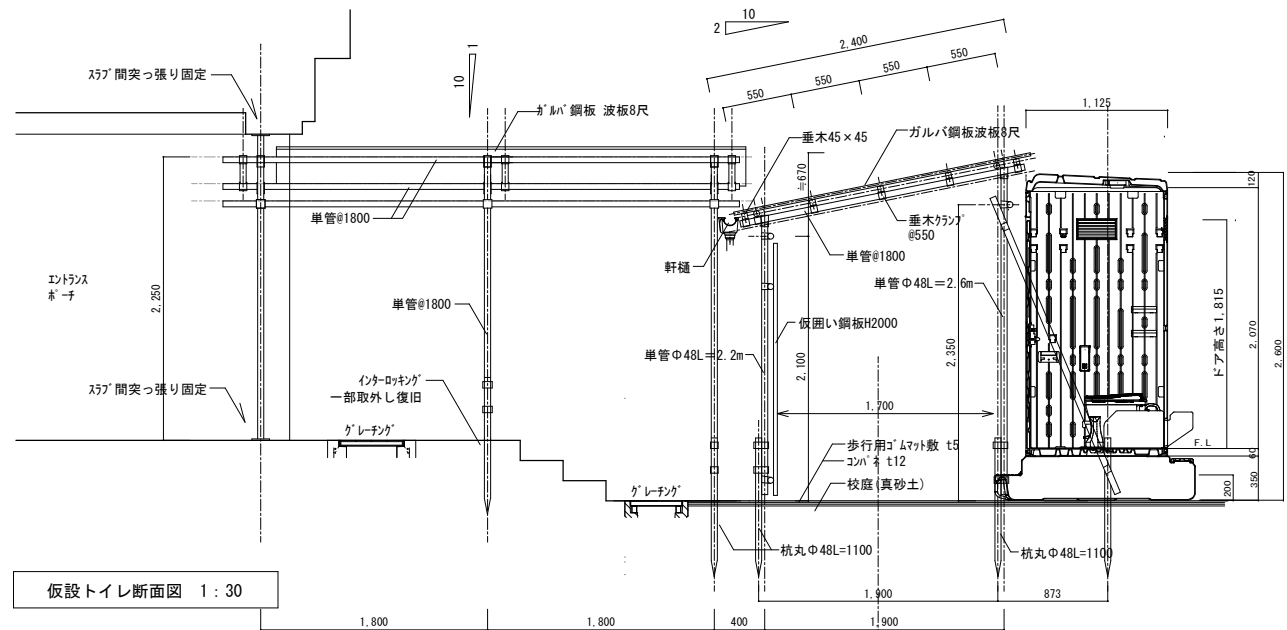 10
2
2,400
550
550
550
550
1
10
スラブ間突っ張り固定
ガルバ鋼板 波板8尺
垂木45×45
ガルバ鋼板波板8尺
1,125
≒670
120
単管@1800
垂木クランプ
@550
軒樋
単管@1800
エントランス
ポーチ
2,250
単管@1800
単管Φ48L=2.6m
仮囲い鋼板H2000
単管Φ48L=2.2m
2,100
2,350
ドア高さ1,815
2,070
2,600
インターロッキング
一部取外し復旧
スラブ間突っ張り固定
1,700
グレーチング
歩行用ゴムマット敷 t5
コンパネ t12
F.L
60
350
200
グレーチング
校庭(真砂土)
杭丸Φ48L=1100
杭丸Φ48L=1100
仮設トイレ断面図 1:30
1,900
873
1,800
1,800
400
1,900